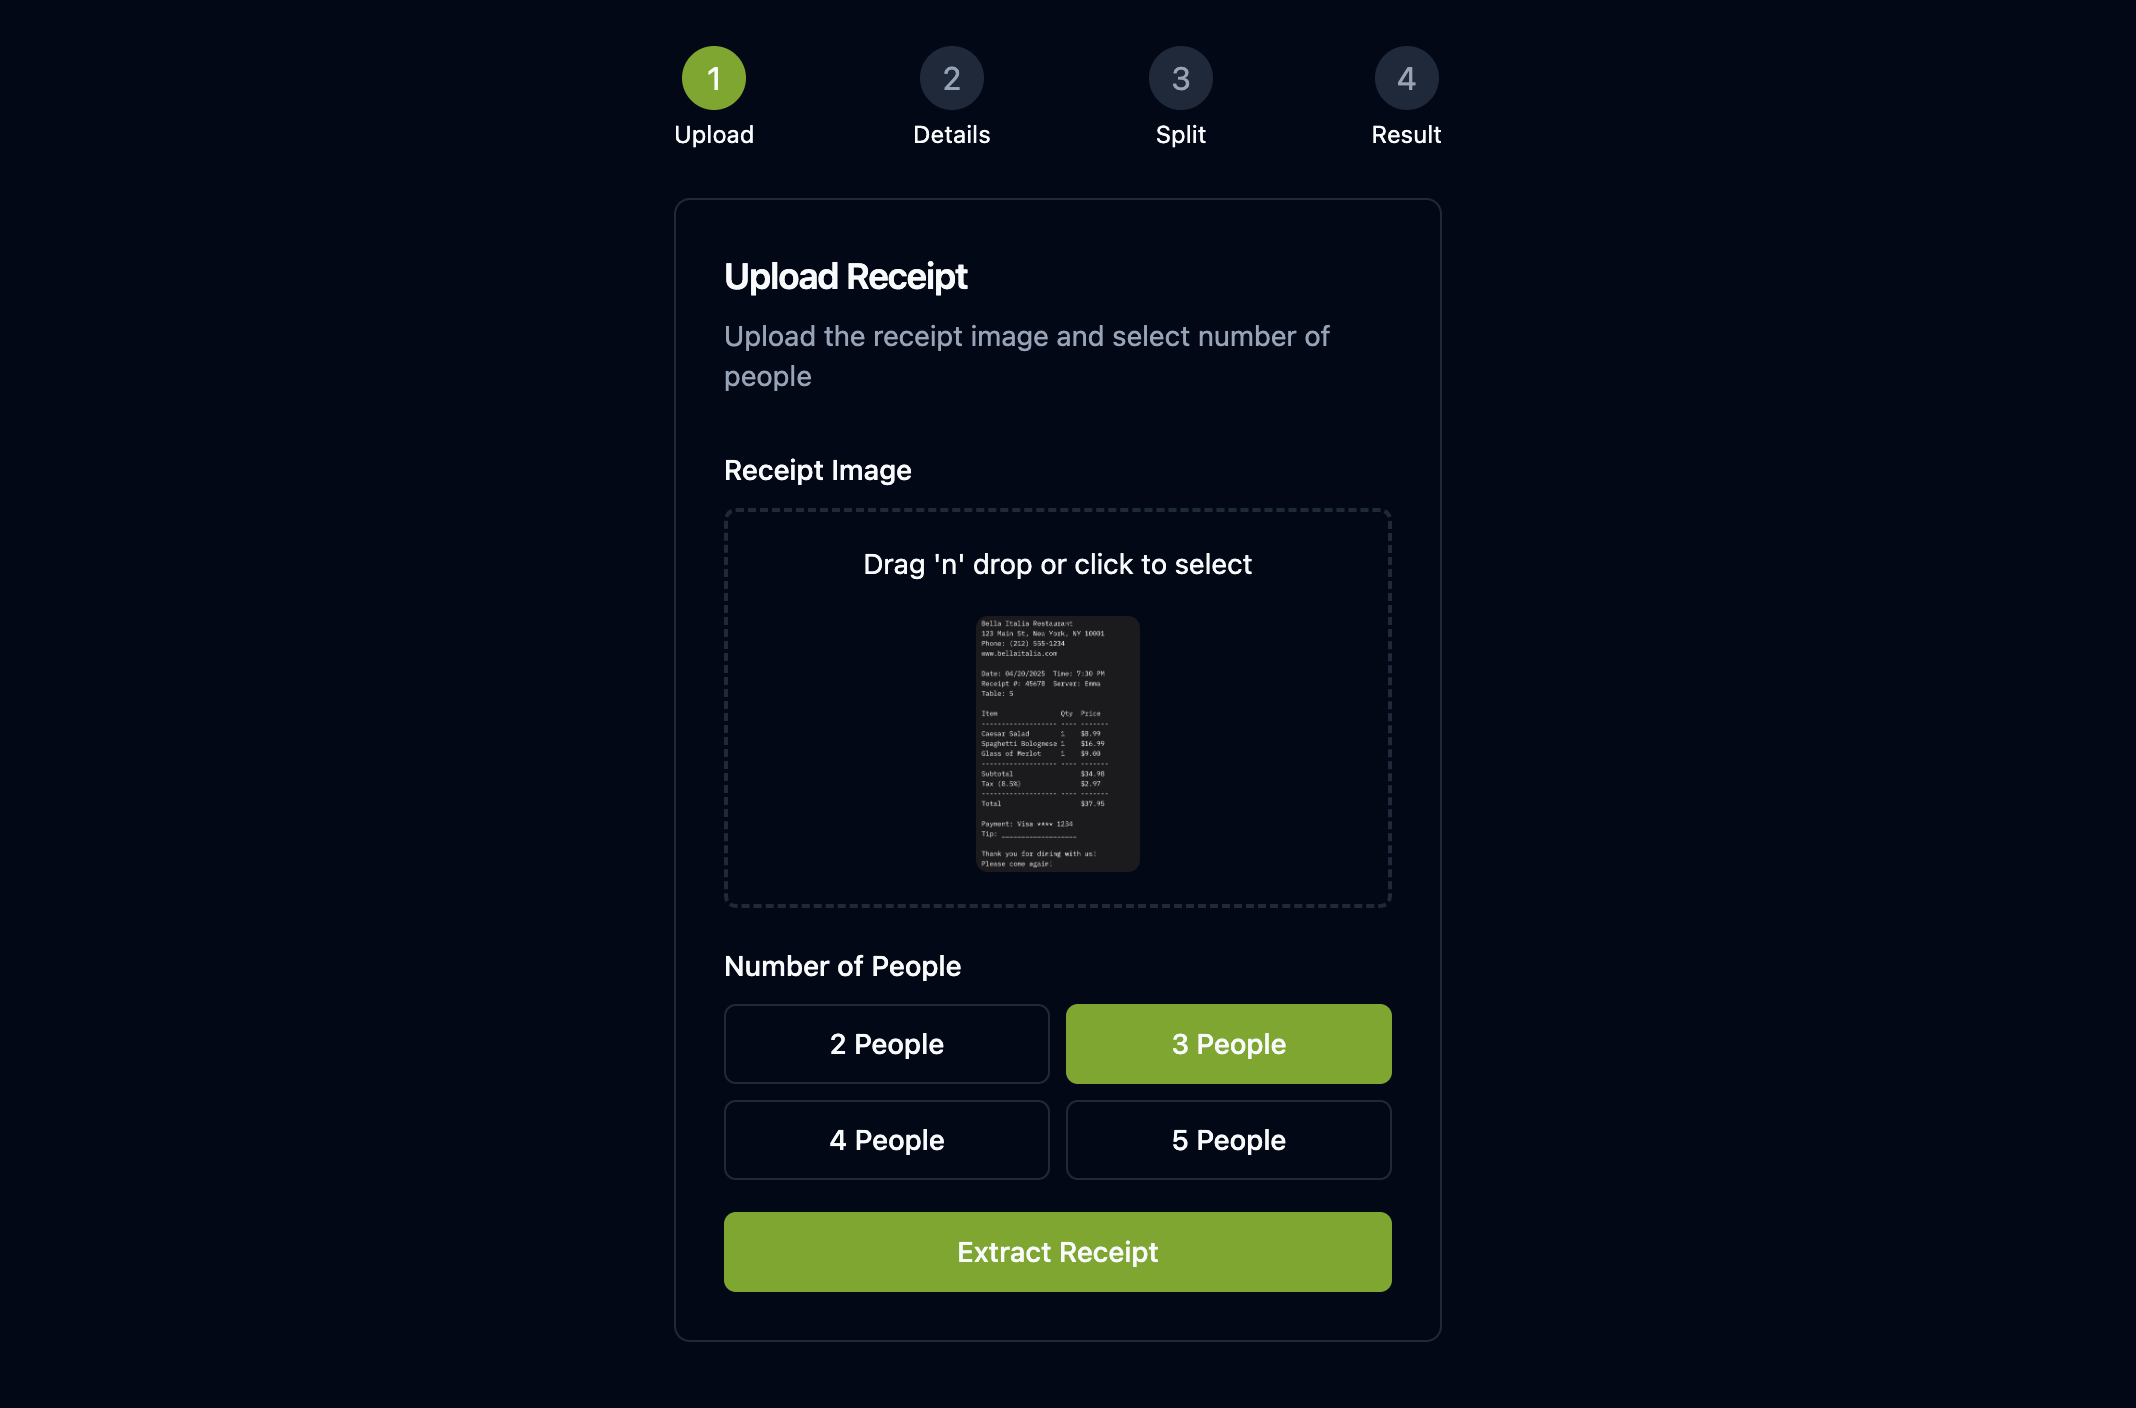 1
Upload
2
Details
3
Split
4
Result
Upload Receipt
Upload the receipt image and select number of
people
Receipt Image
Drag 'n' drop or click to select
Bella Italia Restaurant
123 Main St, New York, NY 10001
Phone: (212) 555-1234
www.bellaitalia.com
Date: 04/20/2025 Time: 7:30 PM
Receipt #: 45678 Server: Emma
Table: 5
Item Qty Price
------------------- ---- -------
Caesar Salad 1 $8.99
Spaghetti Bolognese 1 $16.99
Glass of Merlot 1 $9.00
------------------- ---- -------
Subtotal $34.98
Tax (8.5%) $2.97
------------------- ---- -------
Total $37.95
Payment: Visa **** 1234
Tip: ___________________
Thank you for dining with us!
Please come again!
Number of People
2 People
3 People
4 People
5 People
Extract Receipt